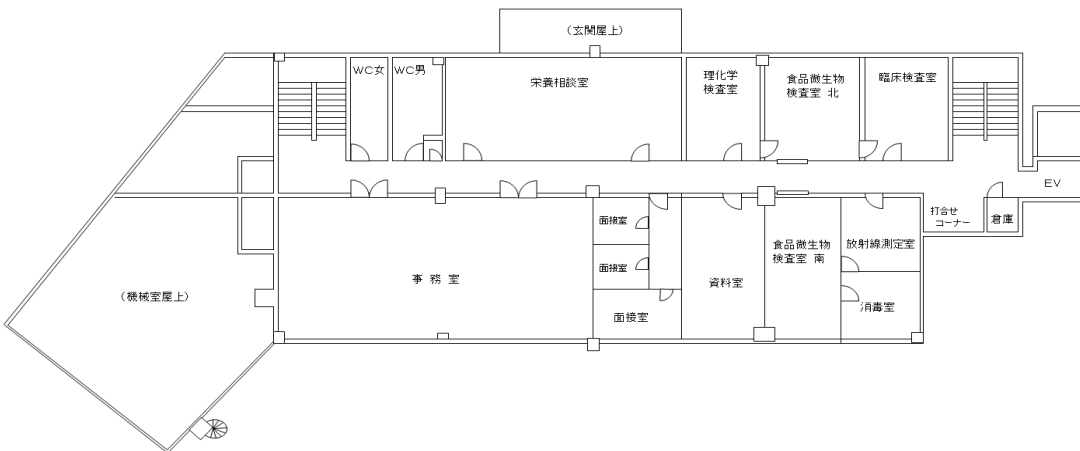 （玄関屋上）
WC女
WC男
栄養相談室
理化学
検査室
食品微生物
検査室 北
臨床検査室
EV
面接室
打合せ
コーナー
倉庫
食品微生物
検査室 南
放射線測定室
面接室
事 務 室
資料室
（機械室屋上）
面接室
消毒室